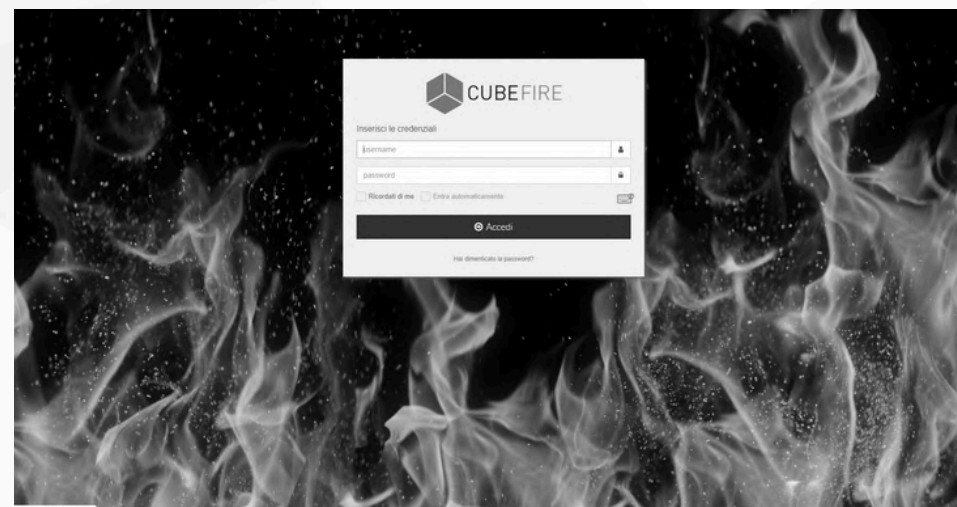 CUBEFIRE
Inserisci le credenziali
username
password
Ricordati di me Entra automaticamente
Accedi
Hai dimenticato la password?